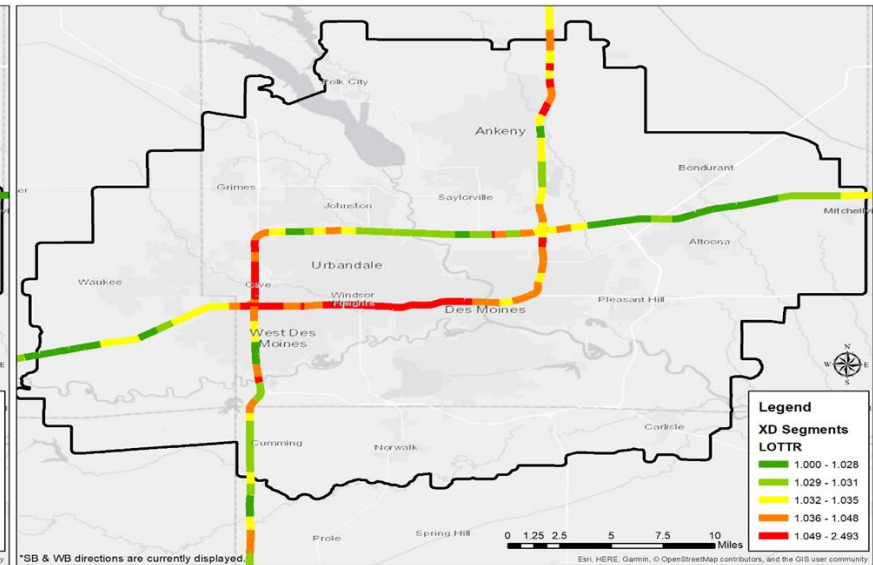 Polk City
Ankeny
Bondurant
Grimes
Johnston
Saylorville
Mitchellv
Altoona
Urbandale
Waukee
Clive
Windsor
Heights
Pleasant Hill
Des Moines
West Des
Moines
N
W
E
S
Legend
XD Segments
LOTTR
1.000 - 1.028
1.029 - 1.031
1.032 - 1.035
1.036 - 1.048
1.049 - 2.493
Carlisle
Cumming
Norwalk
Prole
Spring Hill
0 1.25 2.5 5 7.5 10
Miles
*SB & WB directions are currently displayed.
Esri, HERE, Garmin, © OpenStreetMap contributors, and the GIS user community